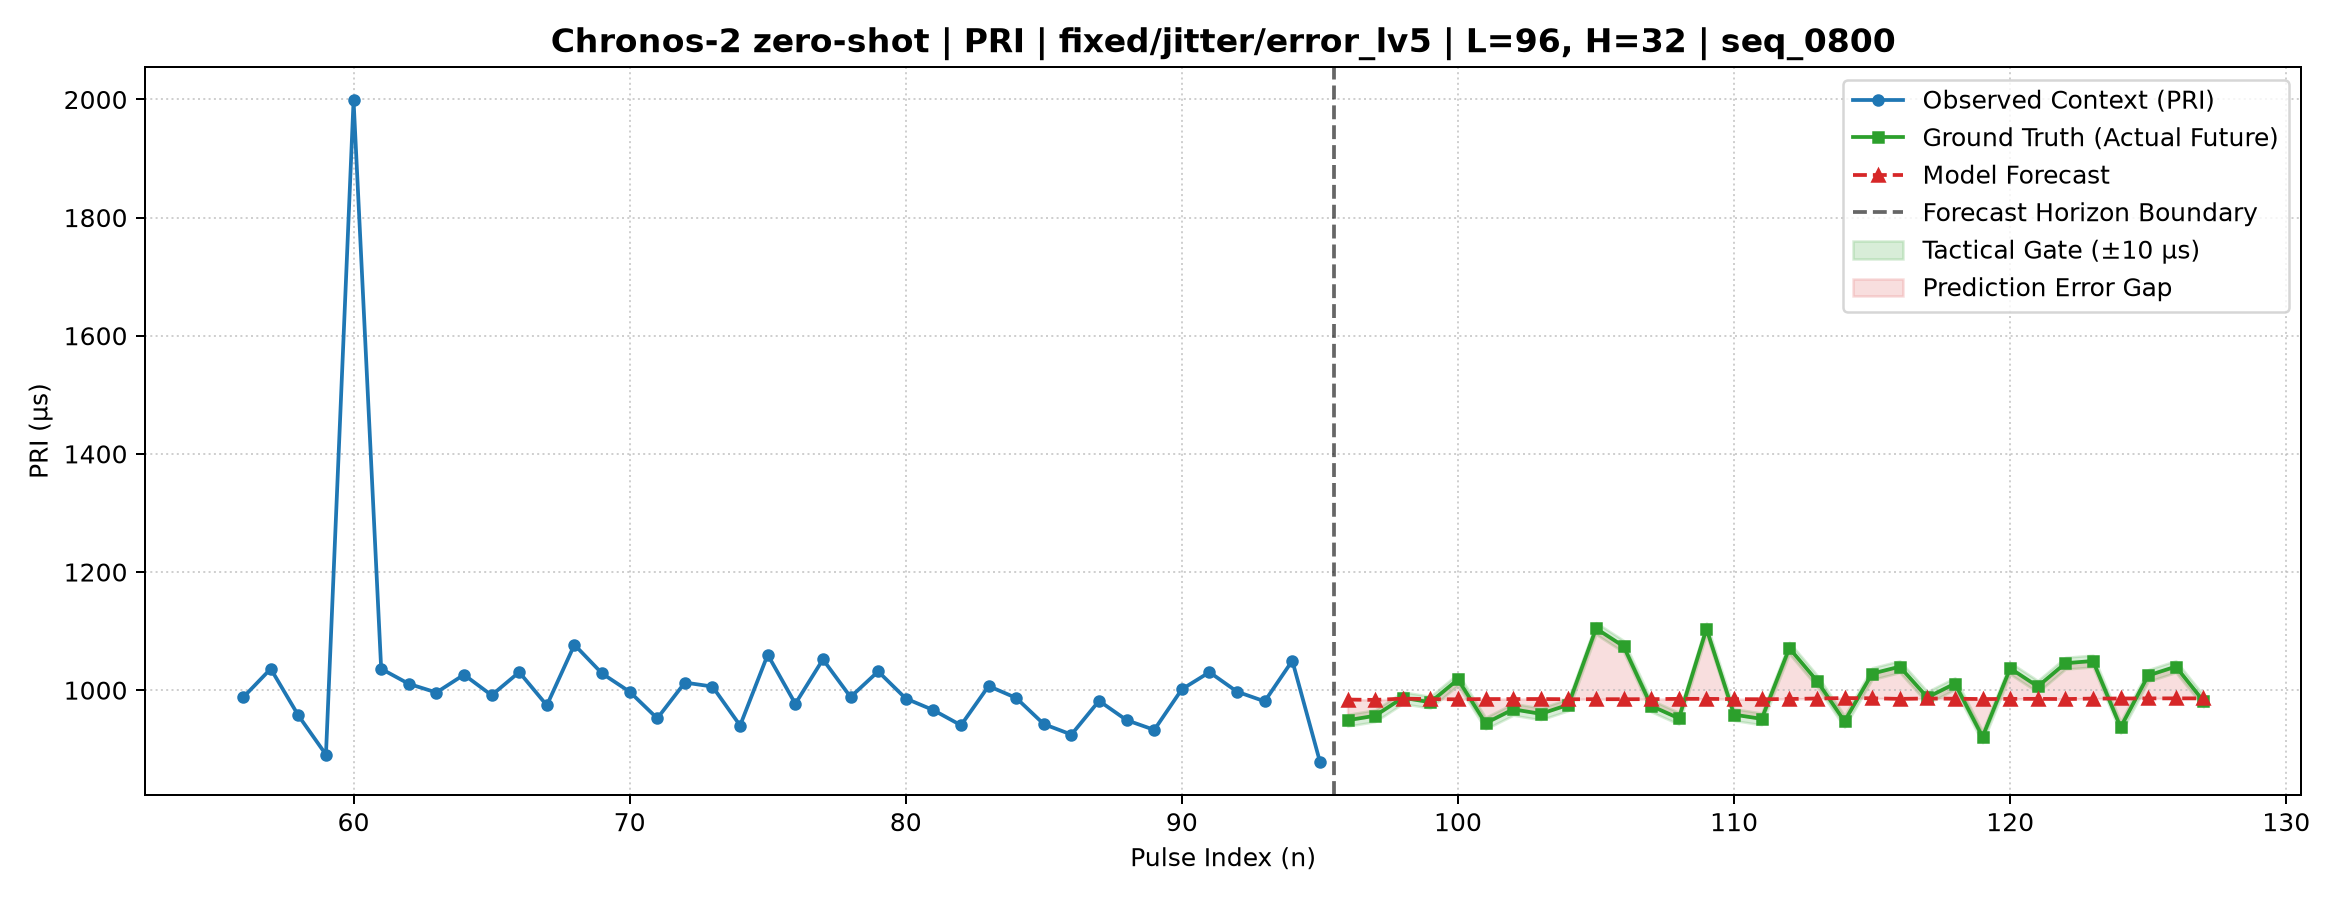 Chronos-2 zero-shot | PRI | fixed/jitter/error_lv5 | L=96, H=32 | seq_0800
2000
1800
1600
1400
1200
1000
PRI (µs)
Observed Context (PRI)
Ground Truth (Actual Future)
Model Forecast
Forecast Horizon Boundary
Tactical Gate (±10 µs)
Prediction Error Gap
60 70 80 90 100 110 120 130
Pulse Index (n)